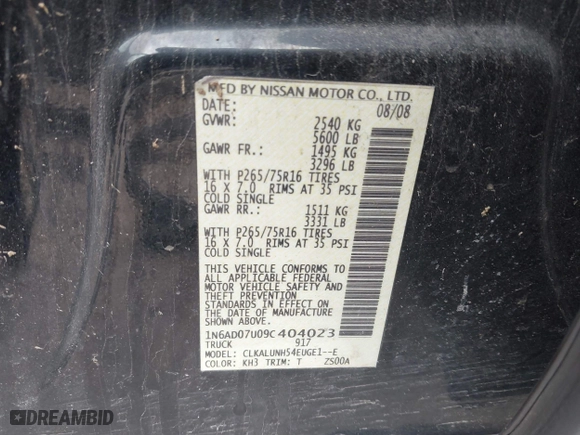 MFD BY NISSAN MOTOR CO., LTD.
DATE: 08/08
GVWR: 2540 KG
5600 LB
GAWR FR.: 1495 KG
3296 LB
WITH P265/75R16 TIRES
16 X 7.0 RIMS AT 35 PSI
COLD SINGLE
GAWR RR.: 1511 KG
3331 LB
WITH P265/75R16 TIRES
16 X 7.0 RIMS AT 35 PSI
COLD SINGLE
THIS VEHICLE CONFORMS TO ALL
APPLICABLE FEDERAL
MOTOR VEHICLE SAFETY AND
THEFT PREVENTION
STANDARDS IN EFFECT ON
THE DATE OF MANUFACTURE
SHOWN ABOVE.
1N6AD07U09C404023
TRUCK 917
MODEL: CLKALUNH54EUGE1--E
COLOR: KH3 TRIM: T ZS00A
DREAMBID